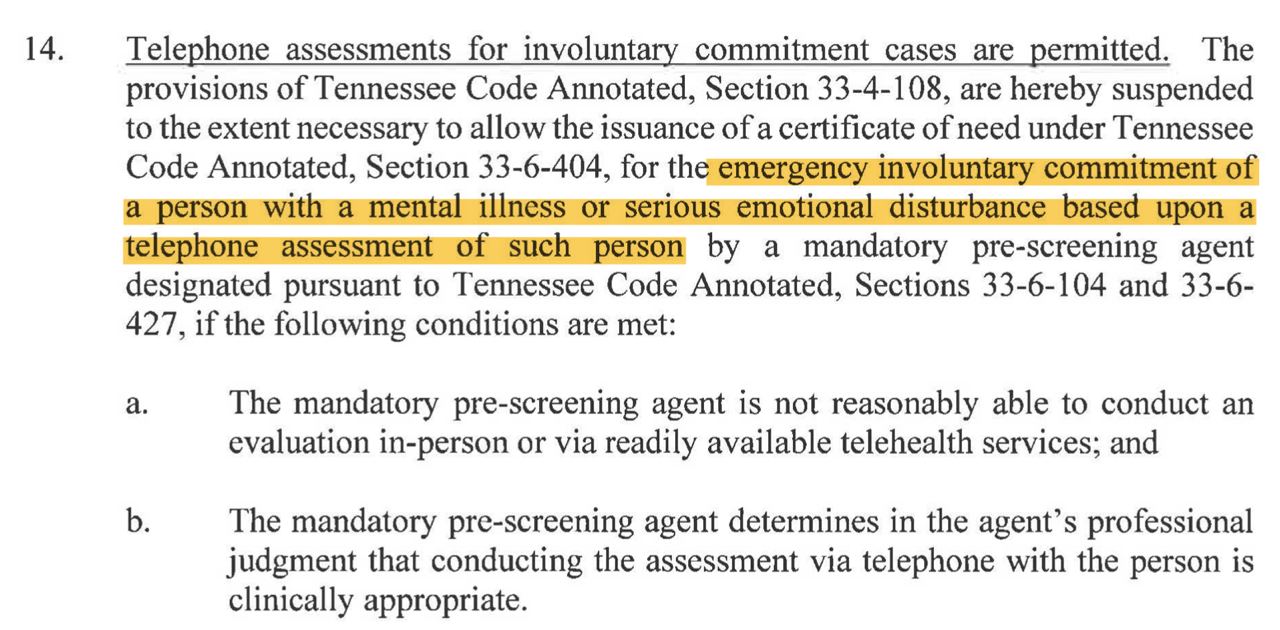 14. Telephone assessments for involuntary commitment cases are permitted. The
provisions of Tennessee Code Annotated, Section 33-4-108, are hereby suspended
to the extent necessary to allow the issuance of a certificate of need under Tennessee
Code Annotated, Section 33-6-404, for the emergency involuntary commitment of
a person with a mental illness or serious emotional disturbance based upon a
telephone assessment of such person by a mandatory pre-screening agent
designated pursuant to Tennessee Code Annotated, Sections 33-6-104 and 33-6-
427, if the following conditions are met:
a. The mandatory pre-screening agent is not reasonably able to conduct an
evaluation in-person or via readily available telehealth services; and
b. The mandatory pre-screening agent determines in the agent’s professional
judgment that conducting the assessment via telephone with the person is
clinically appropriate.